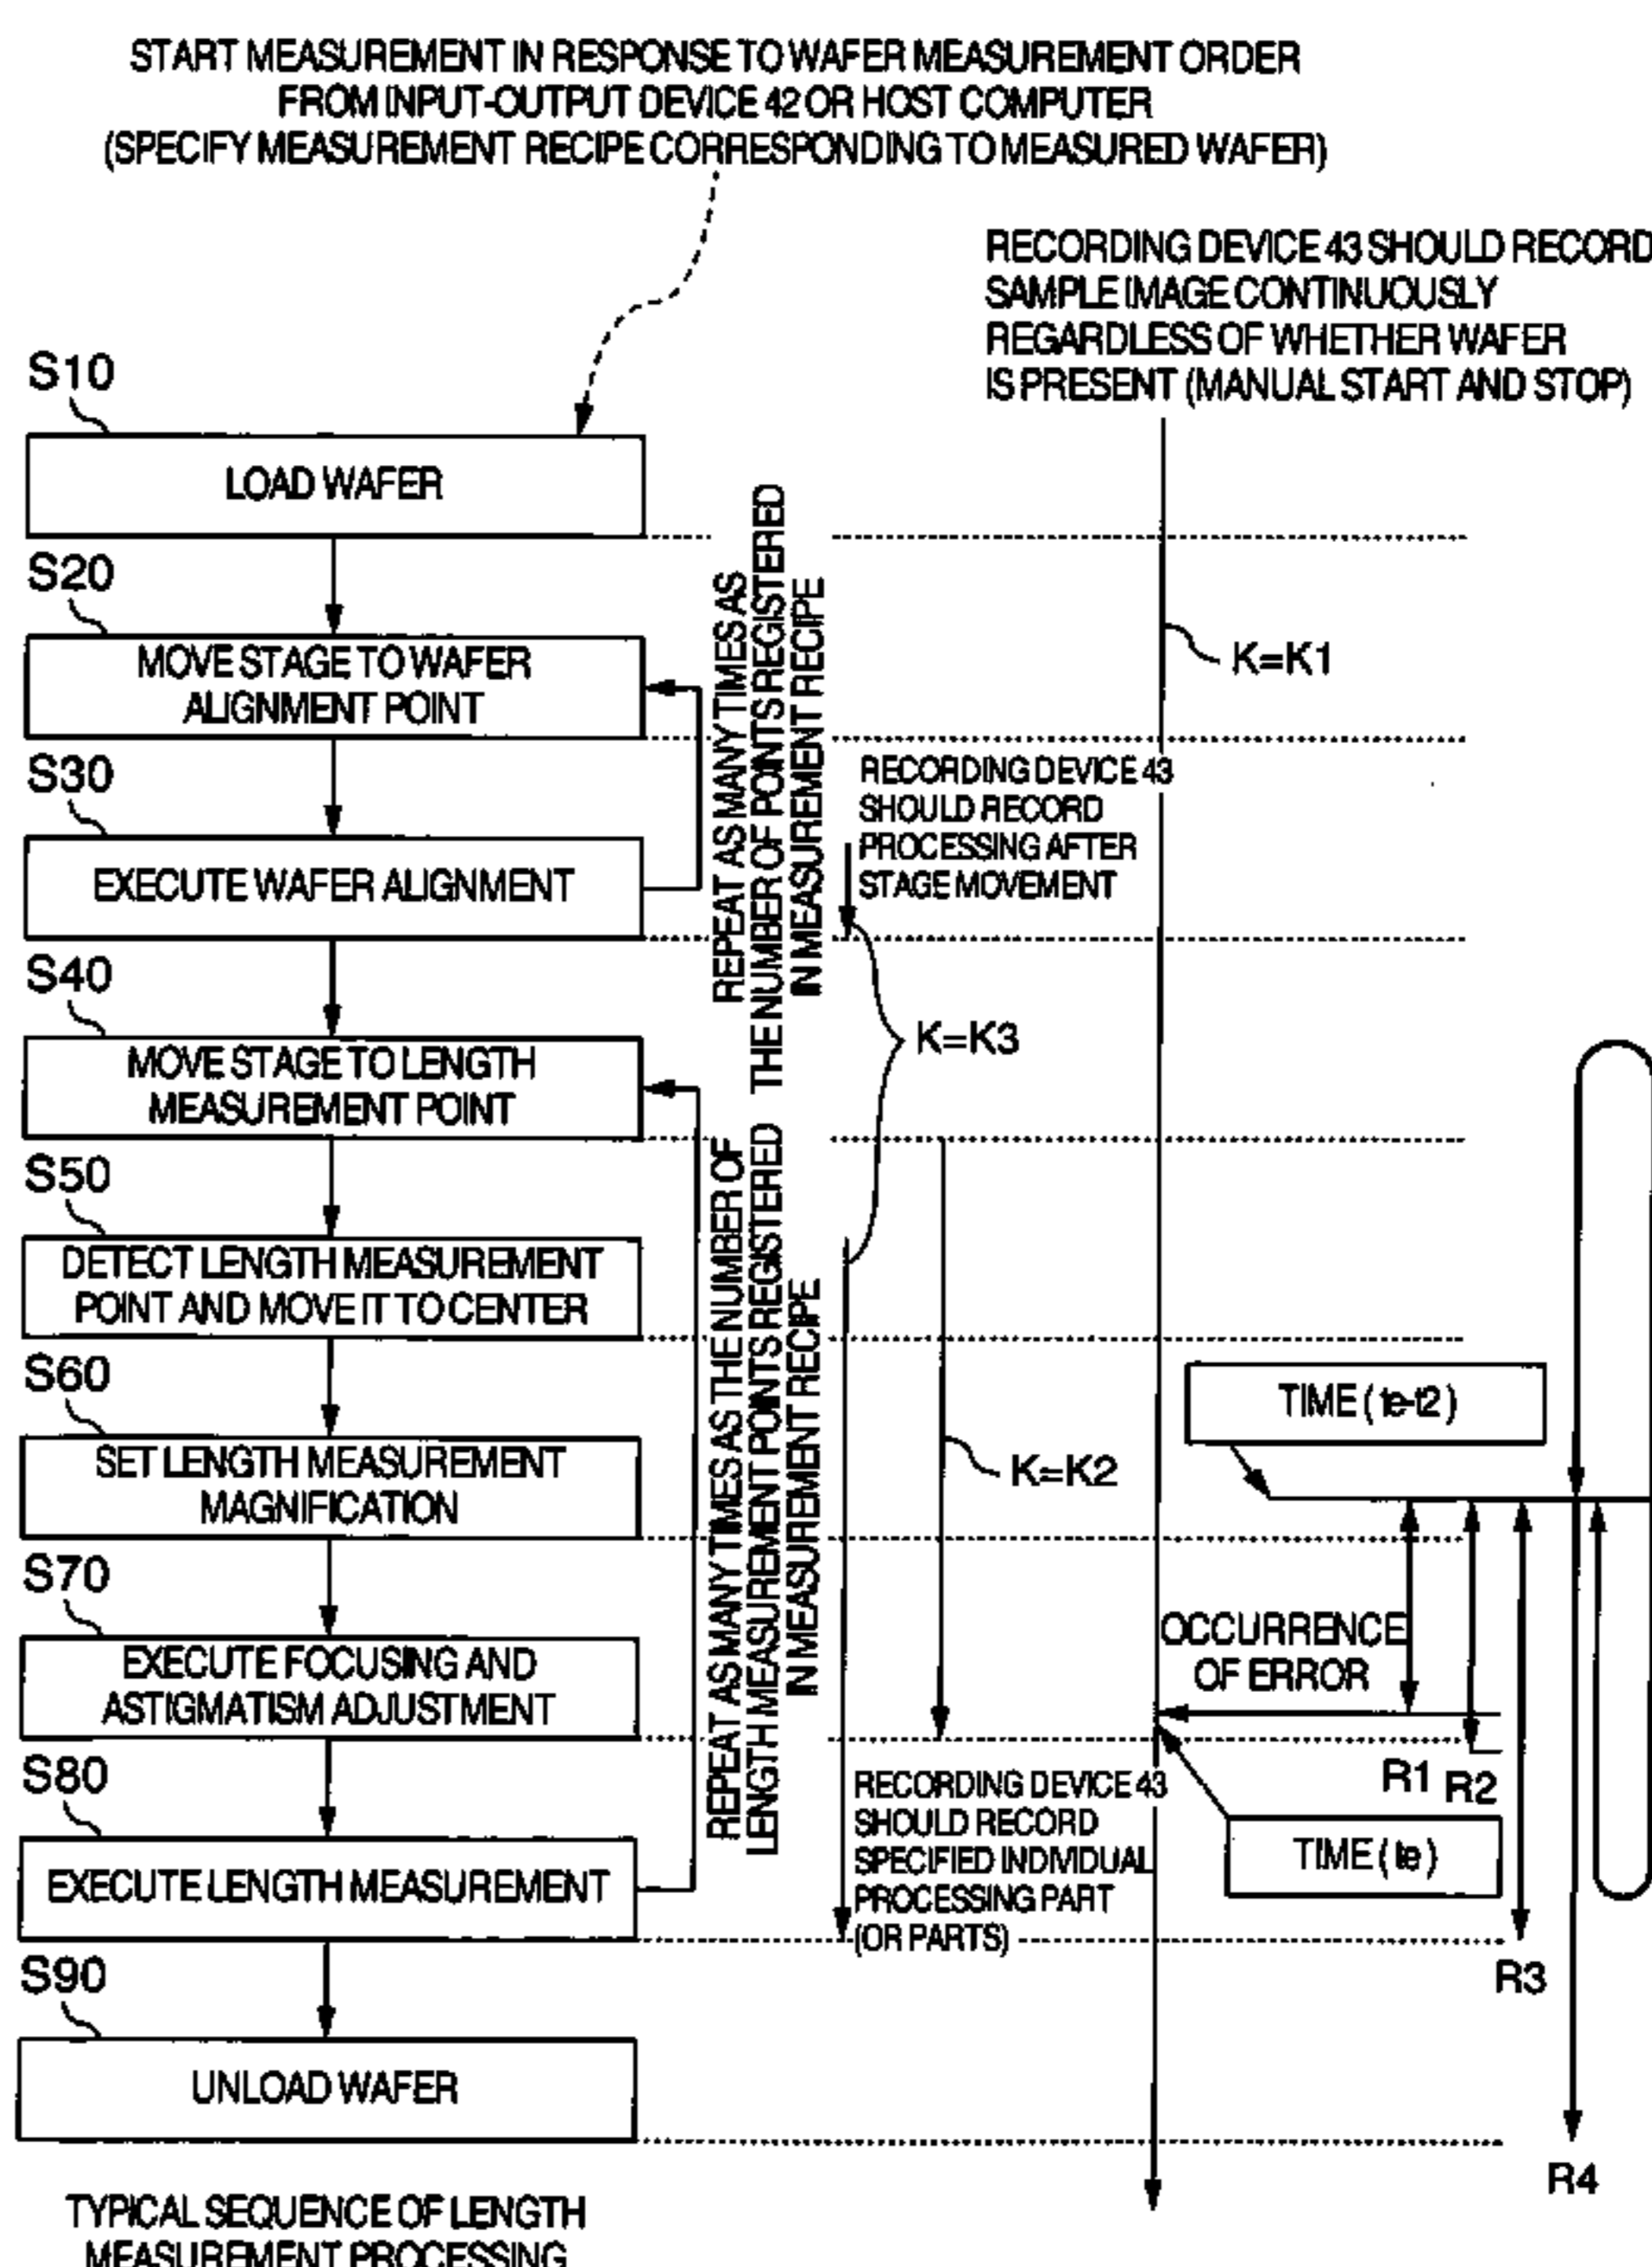 START MEASUREMENT IN RESPONSE TO WAFER MEASUREMENT ORDER
FROM INPUT-OUTPUT DEVICE 42 OR HOST COMPUTER
(SPECIFY MEASUREMENT RECIPE CORRESPONDING TO MEASURED WAFER)
RECORDING DEVICE 43 SHOULD RECORD
SAMPLE IMAGE CONTINUOUSLY
REGARDLESS OF WHETHER WAFER
IS PRESENT (MANUAL START AND STOP)
S10
LOAD WAFER
S20
MOVE STAGE TO WAFER
ALIGNMENT POINT
S30
EXECUTE WAFER ALIGNMENT
REPEAT AS MANY TIMES AS
THE NUMBER OF POINTS REGISTERED
IN MEASUREMENT RECIPE
K=K1
RECORDING DEVICE 43
SHOULD RECORD
PROCESSING AFTER
STAGE MOVEMENT
S40
MOVE STAGE TO LENGTH
MEASUREMENT POINT
K=K3
S50
DETECT LENGTH MEASUREMENT
POINT AND MOVE IT TO CENTER
S60
SET LENGTH MEASUREMENT
MAGNIFICATION
REPEAT AS MANY TIMES AS THE NUMBER OF
LENGTH MEASUREMENT POINTS REGISTERED
IN MEASUREMENT RECIPE
K=K2
TIME (te-t2)
S70
EXECUTE FOCUSING AND
ASTIGMATISM ADJUSTMENT
OCCURRENCE
OF ERROR
R1
R2
S80
EXECUTE LENGTH MEASUREMENT
RECORDING DEVICE 43
SHOULD RECORD
SPECIFIED INDIVIDUAL
PROCESSING PART
(OR PARTS)
TIME (te)
R3
S90
UNLOAD WAFER
R4
TYPICAL SEQUENCE OF LENGTH
MEASUREMENT PROCESSING